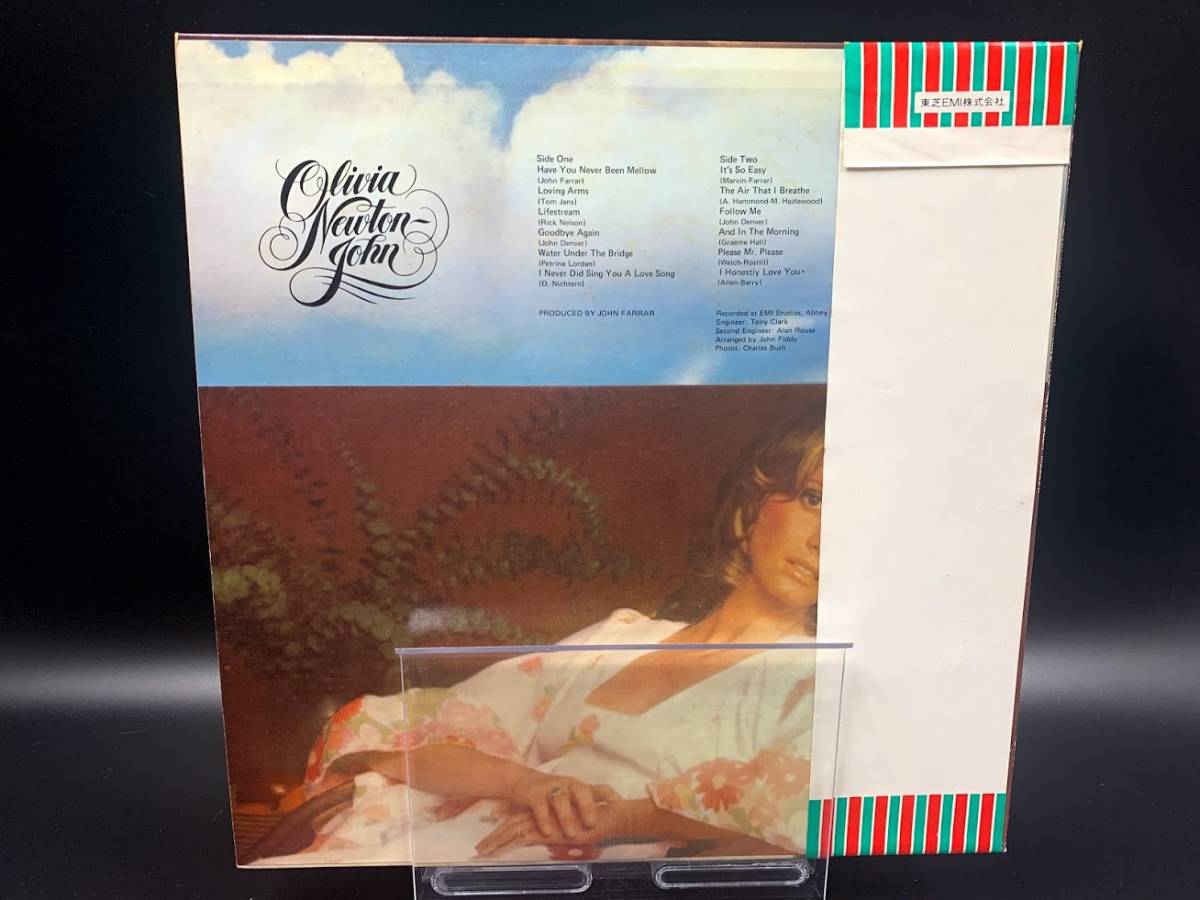 東芝EMI株式会社
Olivia
Newton-
John
Side One
Have You Never Been Mellow
(John Farrar)
Loving Arms
(Tom Jans)
Lifestream
(Rick Nelson)
Goodbye Again
(John Denver)
Water Under The Bridge
(Petrina Lordan)
I Never Did Sing You A Love Song
(D. Nichtern)
PRODUCED BY JOHN FARRAR
Side Two
It's So Easy
(Marvin-Farrar)
The Air That I Breathe
(A. Hammond-M. Hazlewood)
Follow Me
(John Denver)
And In The Morning
(Graeme Hall)
Please Mr. Please
(Welch-Rostill)
I Honestly Love You*
(Allen-Barry)
Recorded at EMI Studios, Abbey
Engineer: Tony Clark
Second Engineer: Alan Rouse
Arranged by John Fiddy
Photos: Charles Bush